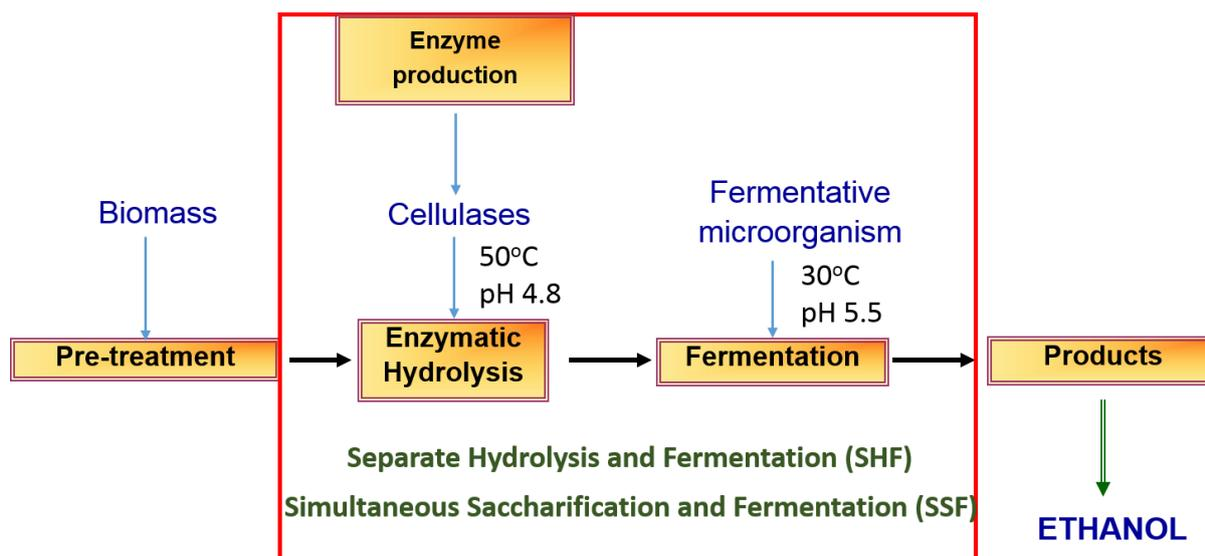 Enzyme
production
Biomass
Cellulases
Fermentative
microorganism
50°C
pH 4.8
30°C
pH 5.5
Pre-treatment
Enzymatic
Hydrolysis
Fermentation
Products
Separate Hydrolysis and Fermentation (SHF)
Simultaneous Saccharification and Fermentation (SSF)
ETHANOL